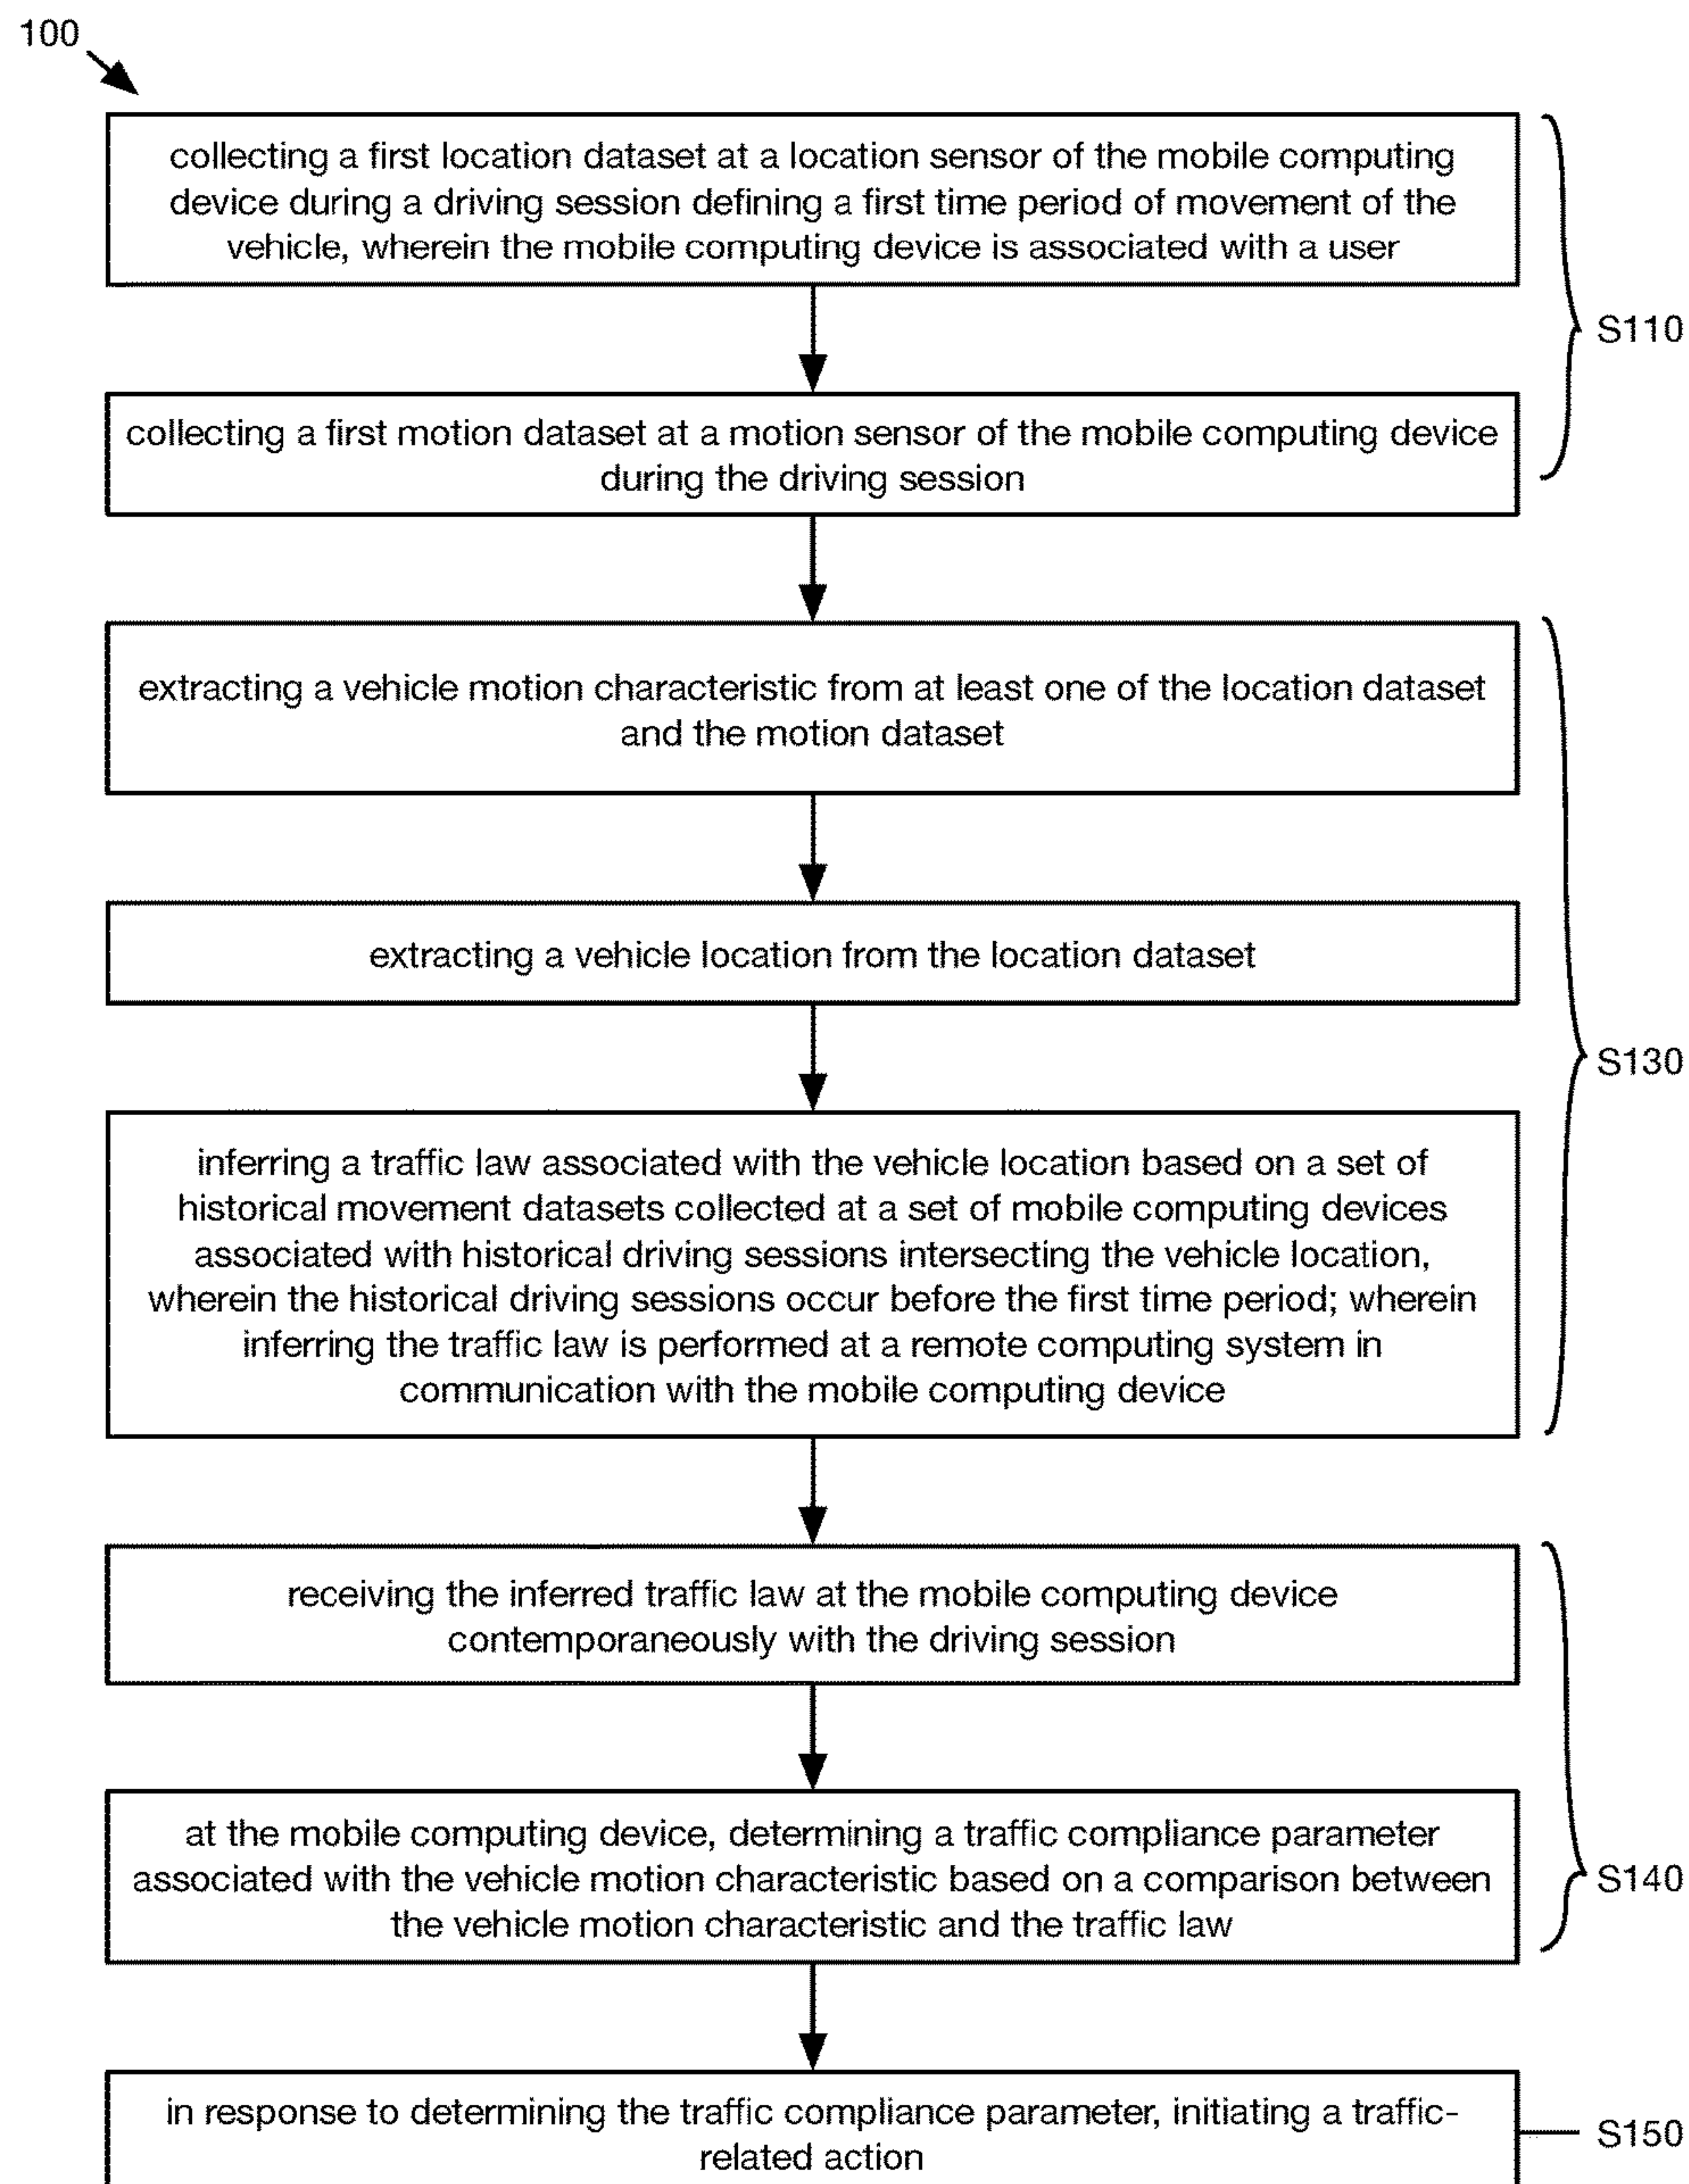 100
collecting a first location dataset at a location sensor of the mobile computing
device during a driving session defining a first time period of movement of the
vehicle, wherein the mobile computing device is associated with a user
S110
collecting a first motion dataset at a motion sensor of the mobile computing device
during the driving session
extracting a vehicle motion characteristic from at least one of the location dataset
and the motion dataset
extracting a vehicle location from the location dataset
S130
inferring a traffic law associated with the vehicle location based on a set of
historical movement datasets collected at a set of mobile computing devices
associated with historical driving sessions intersecting the vehicle location,
wherein the historical driving sessions occur before the first time period; wherein
inferring the traffic law is performed at a remote computing system in
communication with the mobile computing device
receiving the inferred traffic law at the mobile computing device
contemporaneously with the driving session
at the mobile computing device, determining a traffic compliance parameter
associated with the vehicle motion characteristic based on a comparison between
the vehicle motion characteristic and the traffic law
S140
in response to determining the traffic compliance parameter, initiating a traffic-
related action
S150